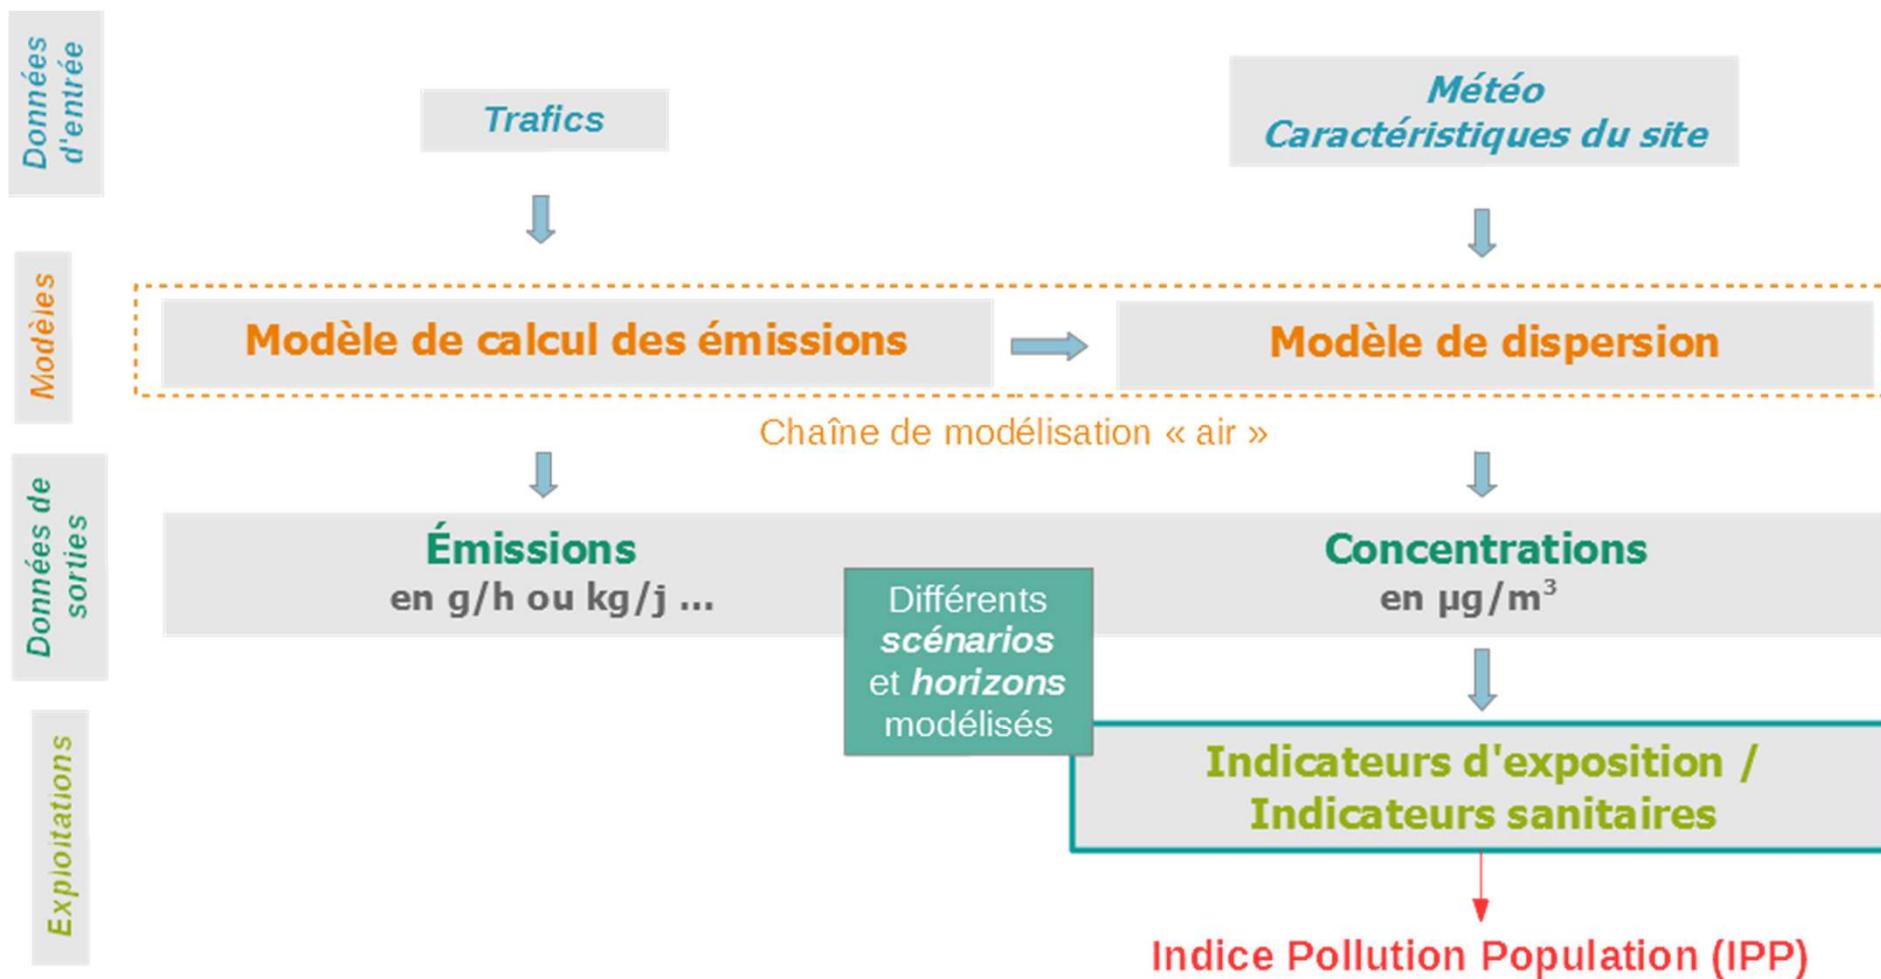 Données
d'entrée
Trafics
Météo
Caractéristiques du site
Modèles
Modèle de calcul des émissions
Modèle de dispersion
Chaîne de modélisation « air »
Données de
sorties
Émissions
en g/h ou kg/j ...
Concentrations
en µg/m³
Différents
scénarios
et horizons
modélisés
Exploitations
Indicateurs d'exposition /
Indicateurs sanitaires
Indice Pollution Population (IPP)